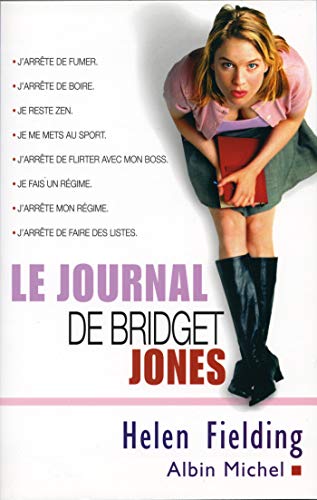 • J'ARRÊTE DE FUMER.
• J'ARRÊTE DE BOIRE.
• JE RESTE ZEN.
• JE ME METS AU SPORT.
• J'ARRÊTE DE FLIRTER AVEC MON BOSS.
• JE FAIS UN RÉGIME.
• J'ARRÊTE MON RÉGIME.
• J'ARRÊTE DE FAIRE DES LISTES.
LE JOURNAL
DE BRIDGET
JONES
Helen Fielding
Albin Michel